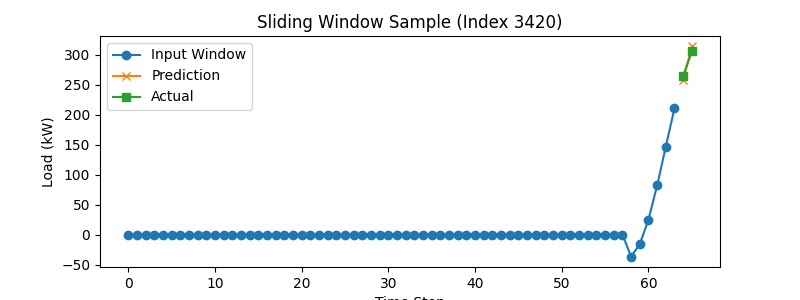 Sliding Window Sample (Index 3420)
Input Window
Prediction
Actual
Load (kW)
300
250
200
150
100
50
0
−50
0 10 20 30 40 50 60
Time Step